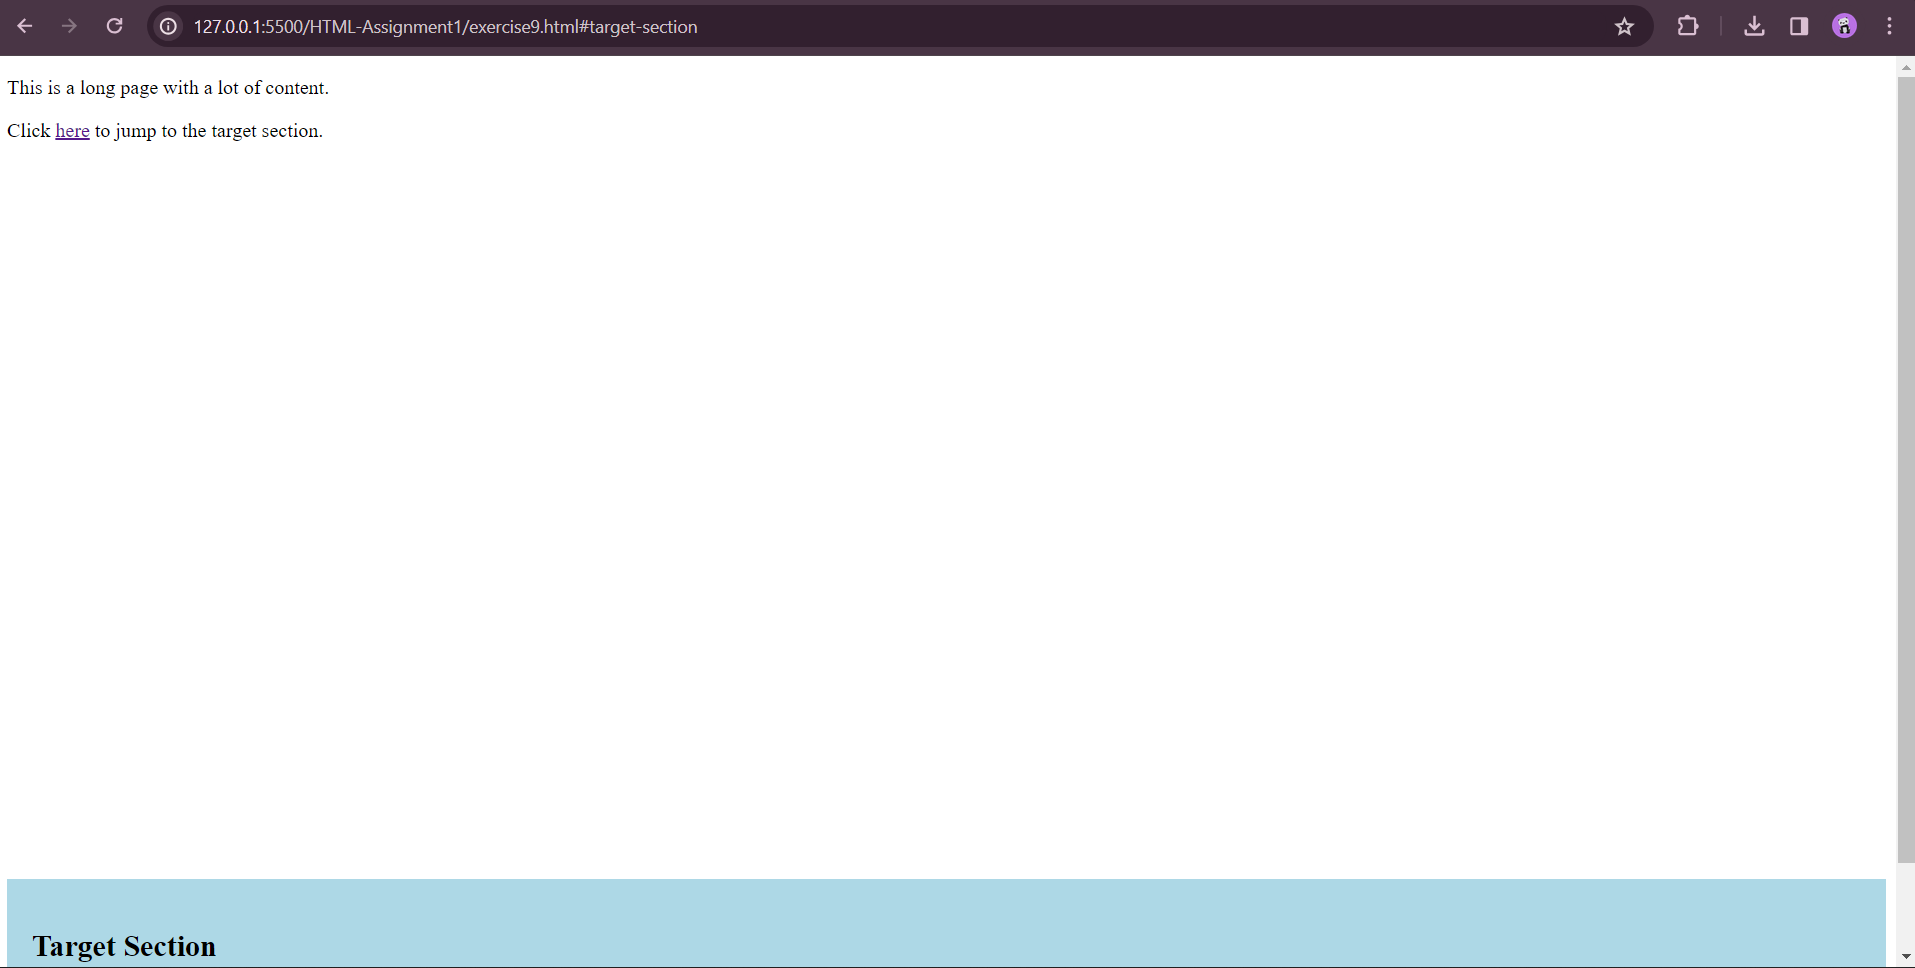 127.0.0.1:5500/HTML-Assignment1/exercise9.html#target-section
This is a long page with a lot of content.
Click here to jump to the target section.
Target Section